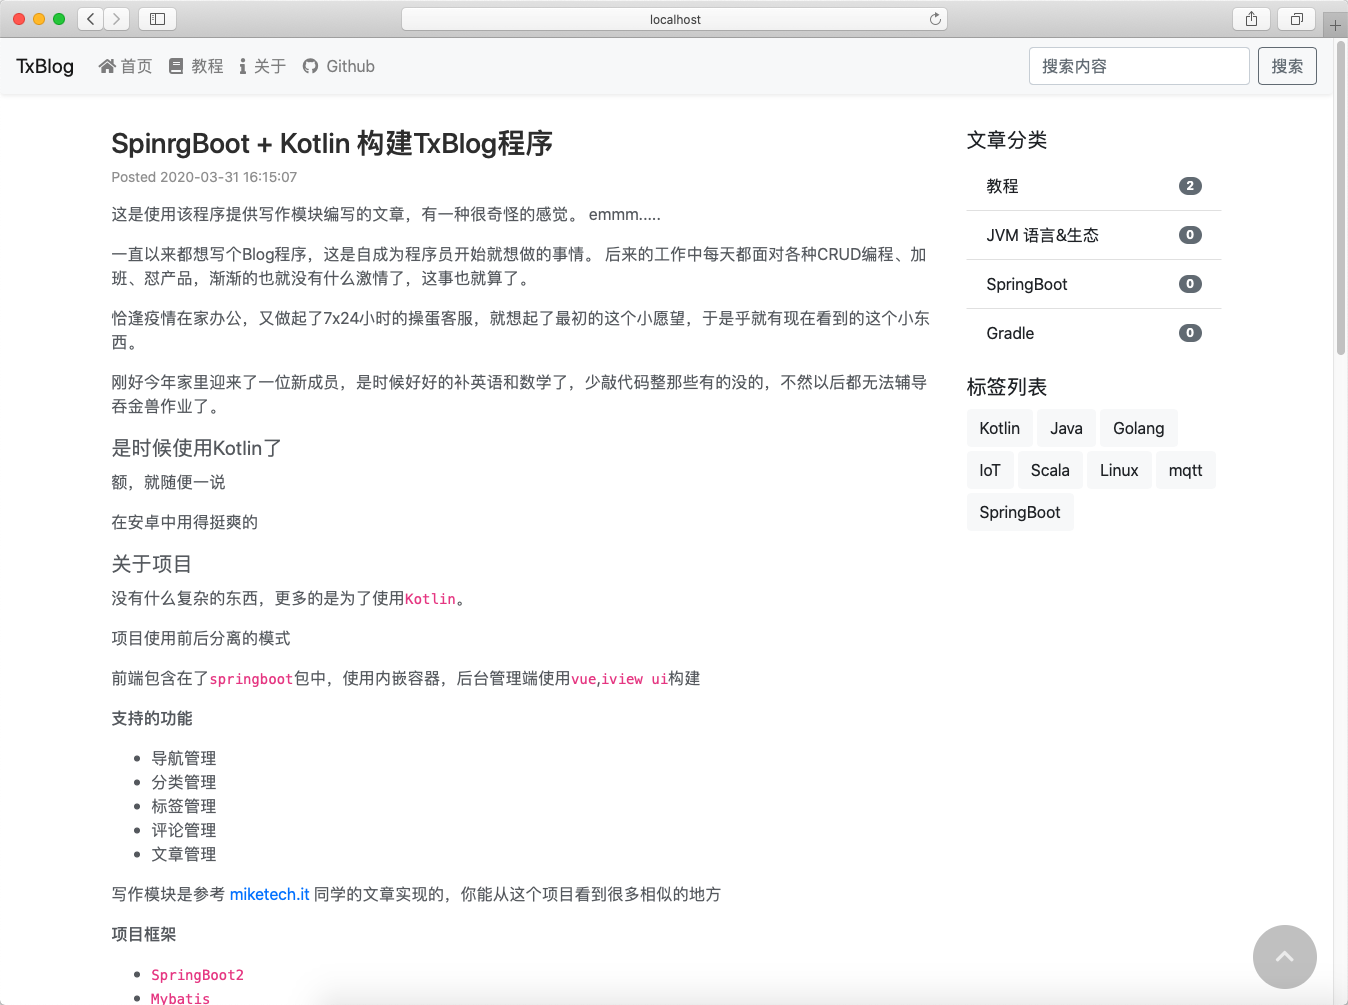 localhost
TxBlog 首页 教程 关于 Github 搜索内容 搜索
SpinrgBoot + Kotlin 构建TxBlog程序
Posted 2020-03-31 16:15:07
这是使用该程序提供写作模块编写的文章，有一种很奇怪的感觉。 emmm.....
一直以来都想写个Blog程序，这是自成为程序员开始就想做的事情。 后来的工作中每天都面对各种CRUD编程、加
班、怼产品，渐渐的也就没有什么激情了，这事也就算了。
恰逢疫情在家办公，又做起了7x24小时的操蛋客服，就想起了最初的这个小愿望，于是乎就有现在看到的这个小东
西。
刚好今年家里迎来了一位新成员，是时候好好的补英语和数学了，少敲代码整那些有的没的，不然以后都无法辅导
吞金兽作业了。
是时候使用Kotlin了
额，就随便一说
在安卓中用得挺爽的
关于项目
没有什么复杂的东西，更多的是为了使用Kotlin。
项目使用前后分离的模式
前端包含在了springboot包中，使用内嵌容器，后台管理端使用vue,iview ui构建
支持的功能
导航管理
分类管理
标签管理
评论管理
文章管理
写作模块是参考 miketech.it 同学的文章实现的，你能从这个项目看到很多相似的地方
项目框架
SpringBoot2
Mybatis
文章分类
教程 2
JVM 语言&生态 0
SpringBoot 0
Gradle 0
标签列表
Kotlin Java Golang
IoT Scala Linux mqtt
SpringBoot